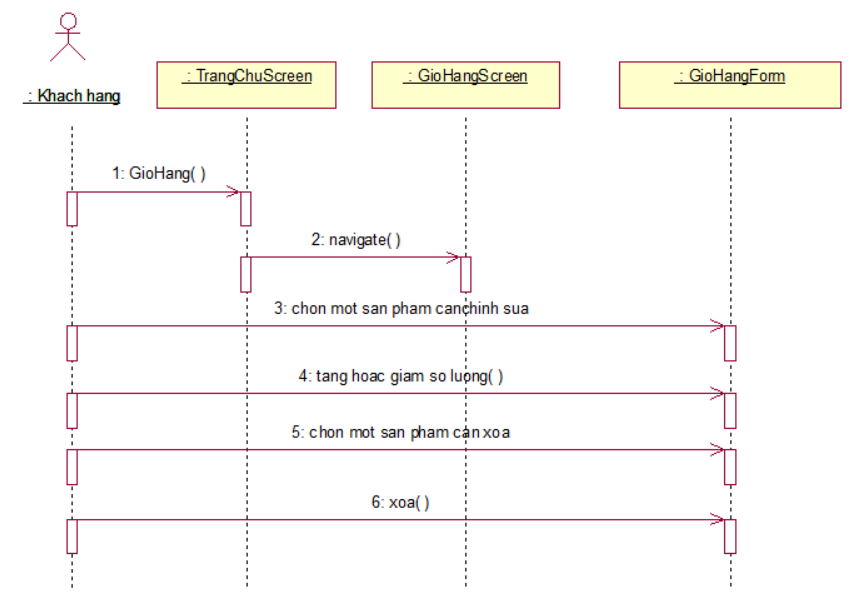 : Khach hang
: TrangChuScreen
: GioHangScreen
: GioHangForm
1: GioHang( )
2: navigate( )
3: chon mot san pham canchinh sua
4: tang hoac giam so luong( )
5: chon mot san pham can xoa
6: xoa( )